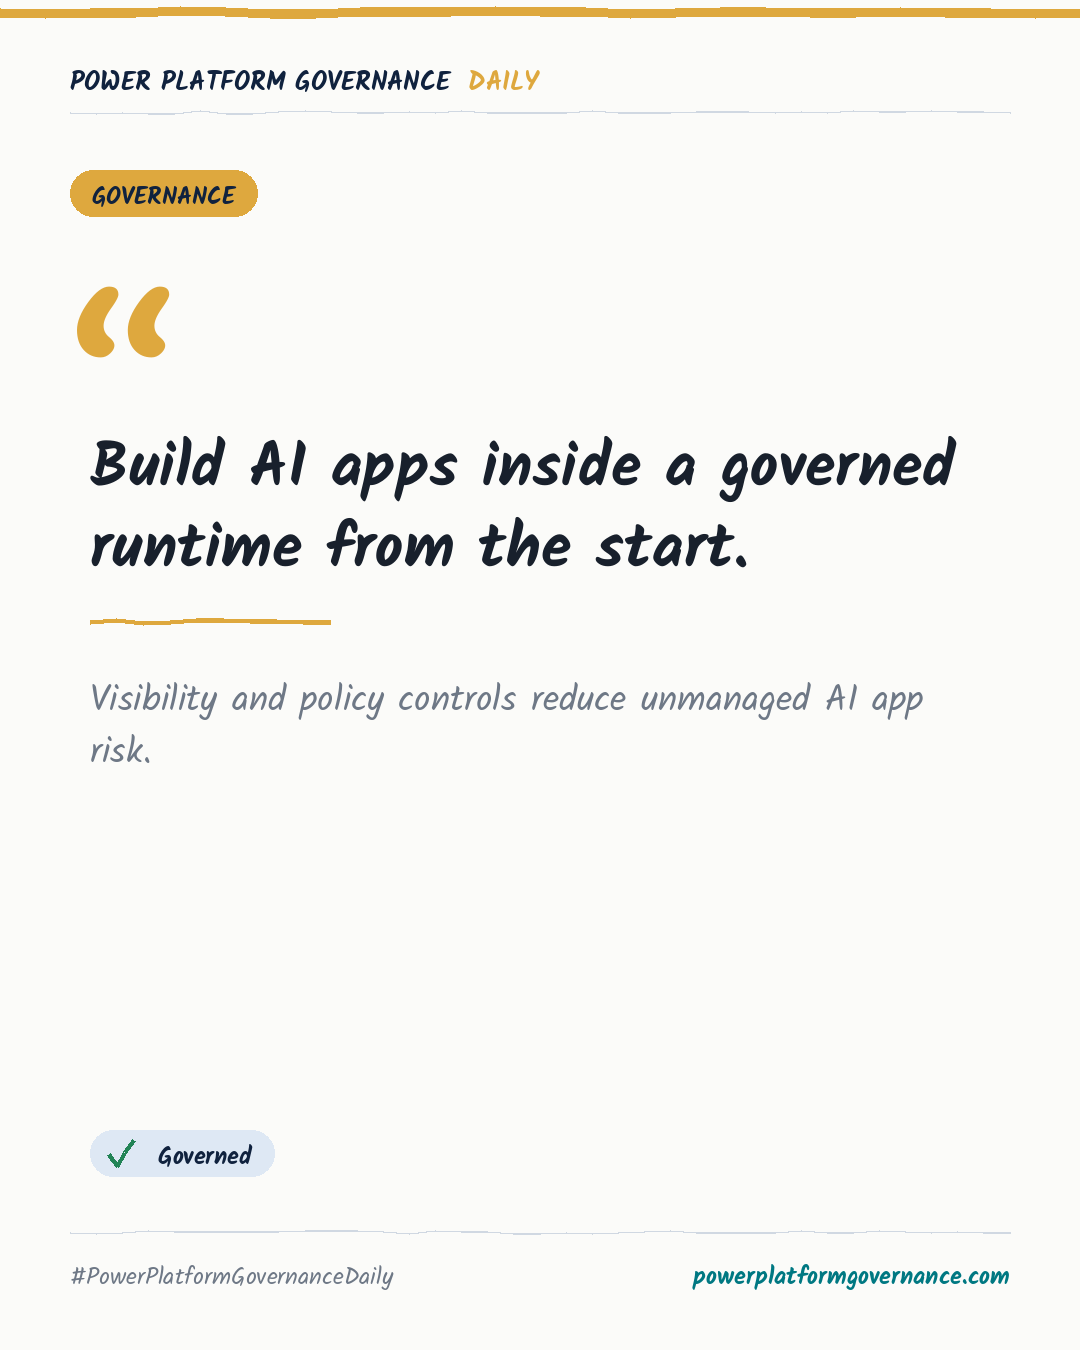 POWER PLATFORM GOVERNANCE DAILY
GOVERNANCE
“
Build AI apps inside a governed
runtime from the start.
Visibility and policy controls reduce unmanaged AI app
risk.
✓ Governed
#PowerPlatformGovernanceDaily
powerplatformgovernance.com